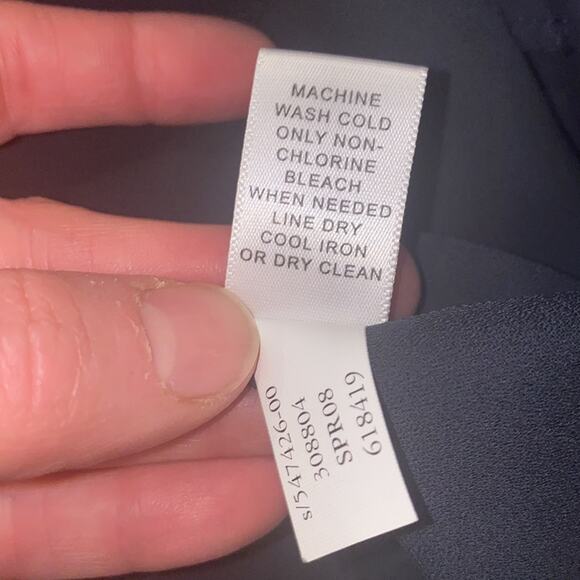 MACHINE
WASH COLD
ONLY NON-
CHLORINE
BLEACH
WHEN NEEDED
LINE DRY
COOL IRON
OR DRY CLEAN
618419
SPR08
308804
s/547426-00